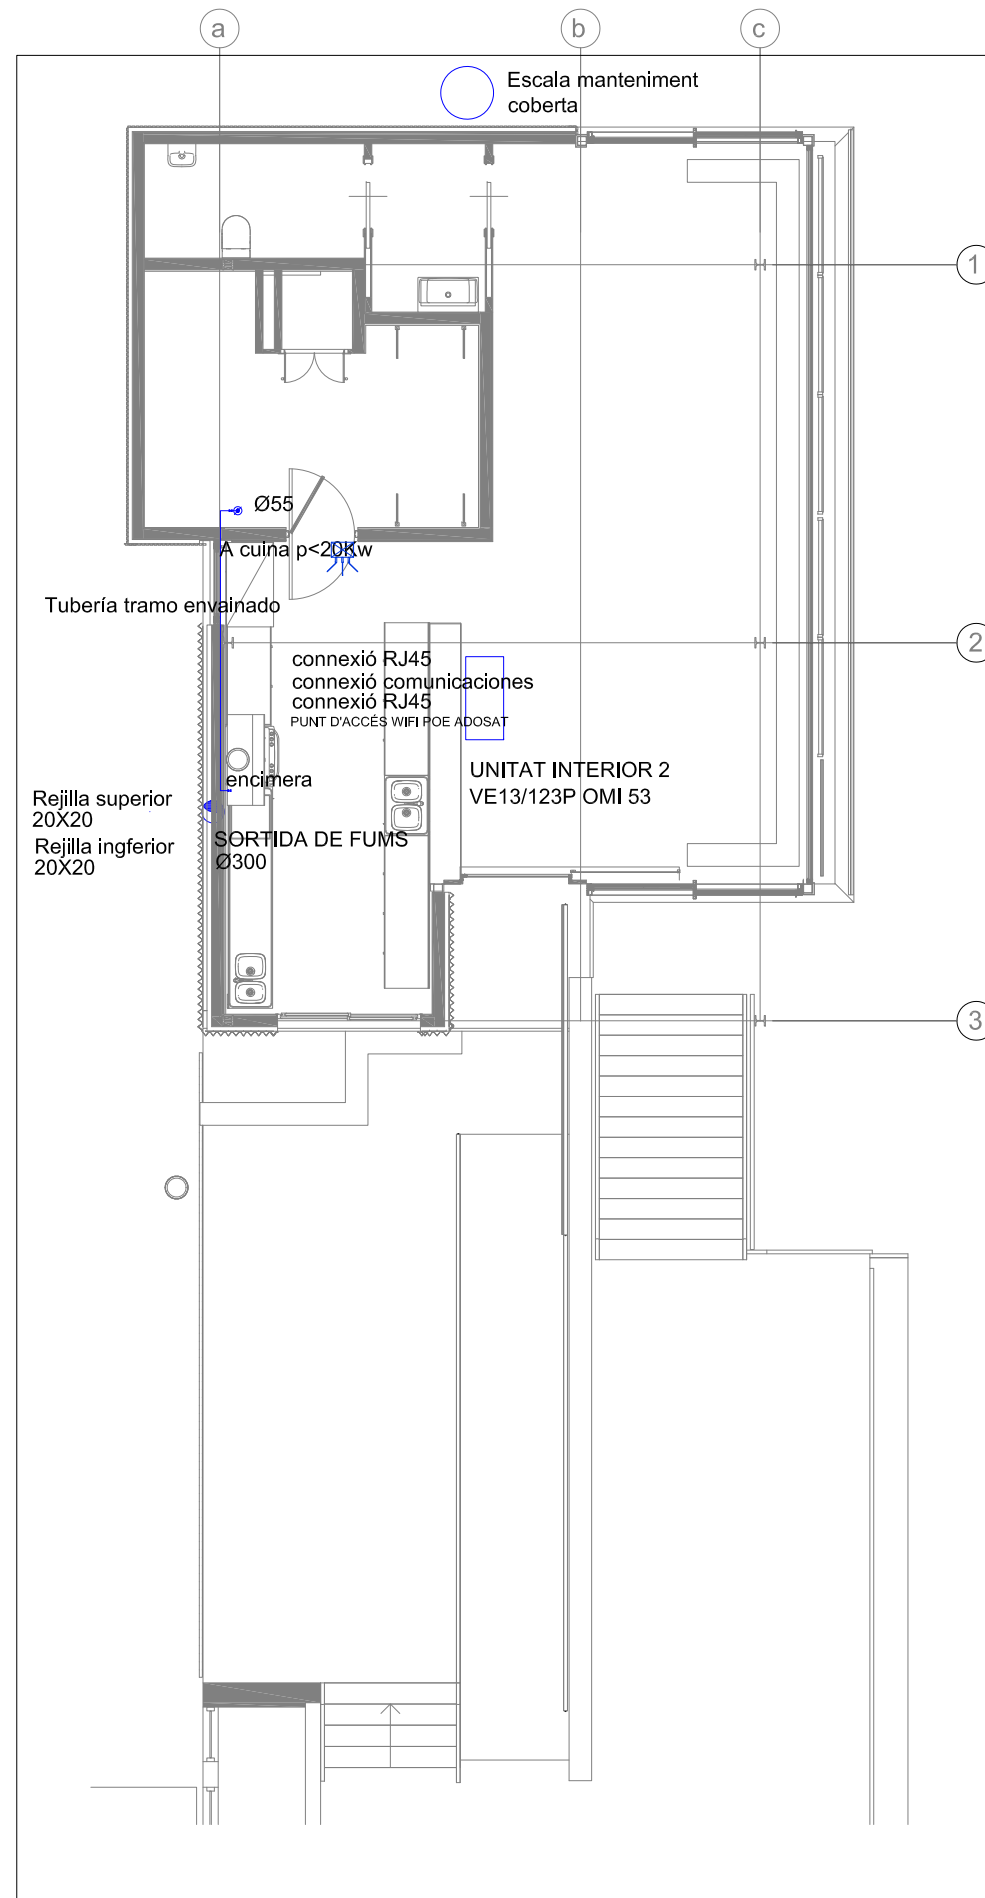 a
b
c
Escala manteniment
coberta
1
Ø55
A cuina p<20Kw
Tubería tramo envainado
2
connexió RJ45
connexió comunicaciones
connexió RJ45
PUNT D'ACCÉS WIFI POE ADOSAT
UNITAT INTERIOR 2
VE13/123P OMI 53
encimera
Rejilla superior
20X20
SORTIDA DE FUMS
Ø300
Rejilla ingferior
20X20
3